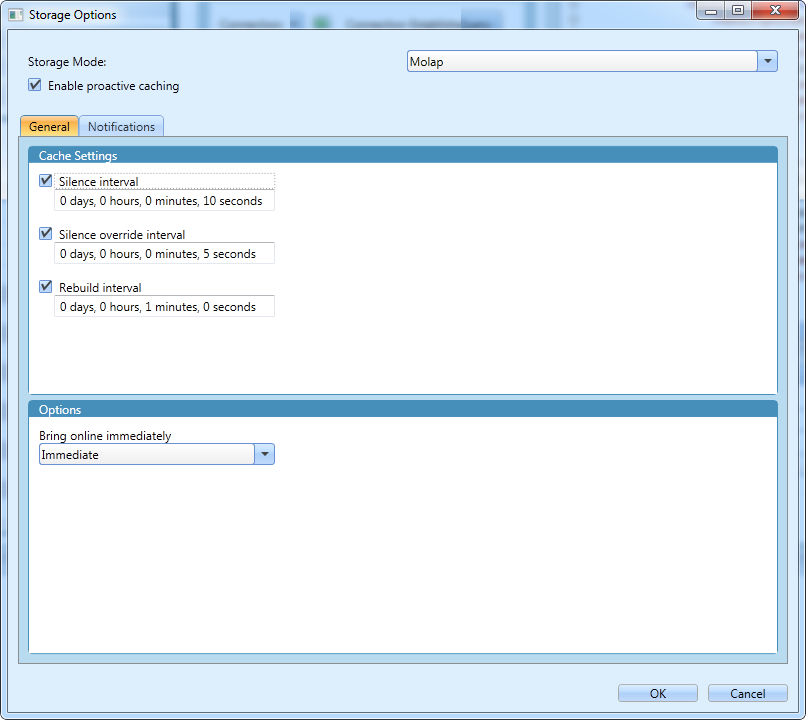 Storage Options
Storage Mode:
Molap
Enable proactive caching
General
Notifications
Cache Settings
Silence interval
0 days, 0 hours, 0 minutes, 10 seconds
Silence override interval
0 days, 0 hours, 0 minutes, 5 seconds
Rebuild interval
0 days, 0 hours, 1 minutes, 0 seconds
Options
Bring online immediately
Immediate
OK
Cancel